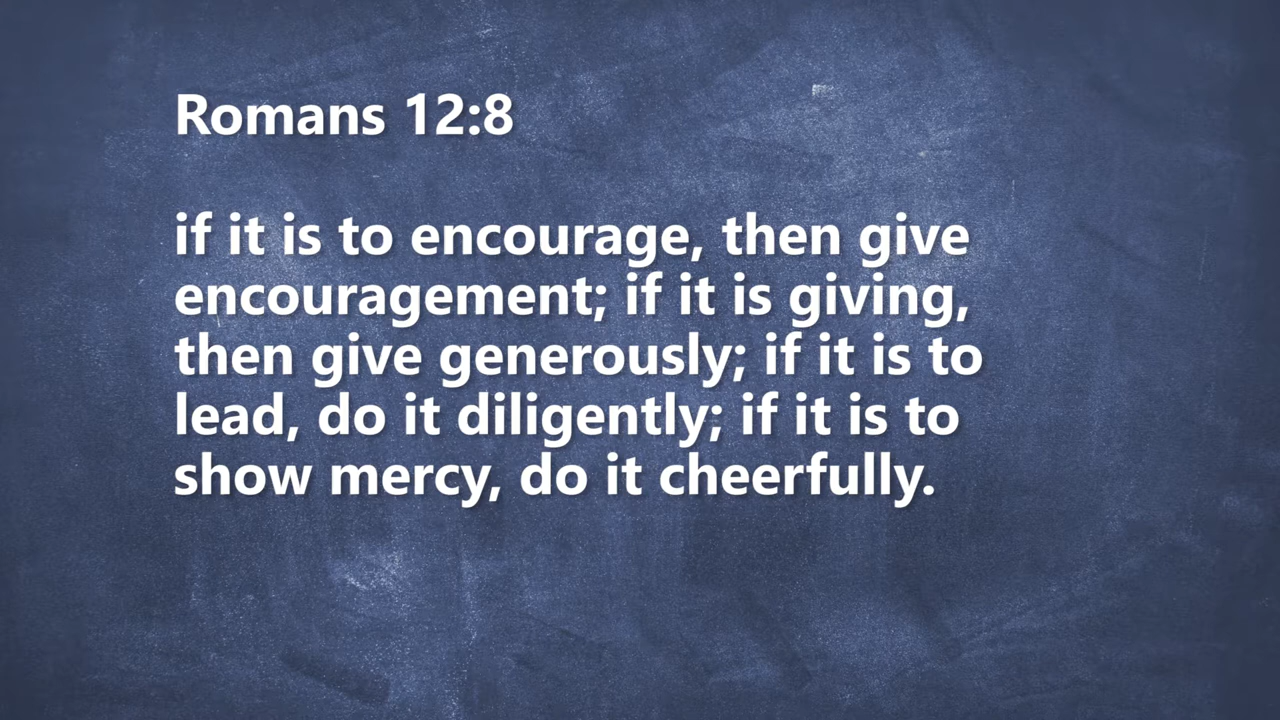 Romans 12:8
if it is to encourage, then give
encouragement; if it is giving,
then give generously; if it is to
lead, do it diligently; if it is to
show mercy, do it cheerfully.